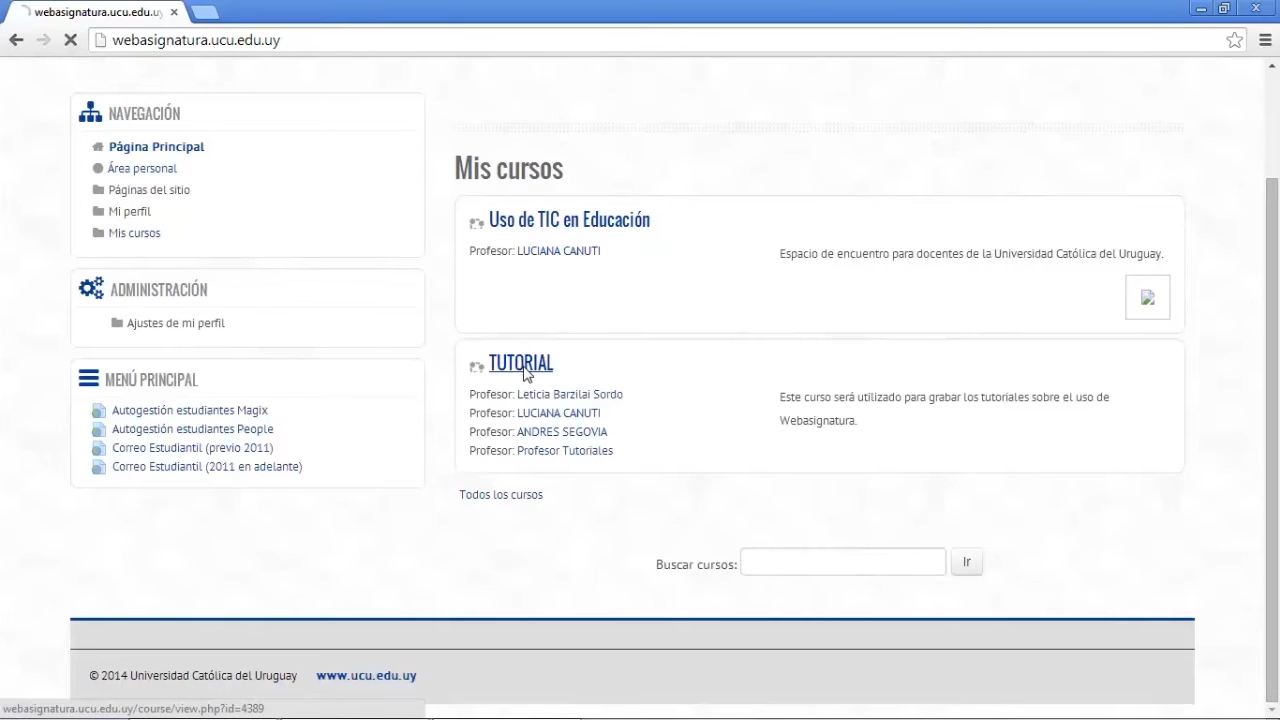 webasignatura.ucu.edu.uy
webasignatura.ucu.edu.uy
NAVEGACIÓN
Página Principal
Área personal
Páginas del sitio
Mi perfil
Mis cursos
ADMINISTRACIÓN
Ajustes de mi perfil
MENÚ PRINCIPAL
Autogestión estudiantes Magix
Autogestión estudiantes People
Correo Estudiantil (previo 2011)
Correo Estudiantil (2011 en adelante)
Mis cursos
Uso de TIC en Educación
Profesor: LUCIANA CANUTI
Espacio de encuentro para docentes de la Universidad Católica del Uruguay.
TUTORIAL
Profesor: Leticia Barzilai Sordo
Profesor: LUCIANA CANUTI
Profesor: ANDRES SEGOVIA
Profesor: Profesor Tutoriales
Este curso será utilizado para grabar los tutoriales sobre el uso de
Webasignatura.
Todos los cursos
Buscar cursos:
Ir
© 2014 Universidad Católica del Uruguay www.ucu.edu.uy
webasignatura.ucu.edu.uy/course/view.php?id=4389